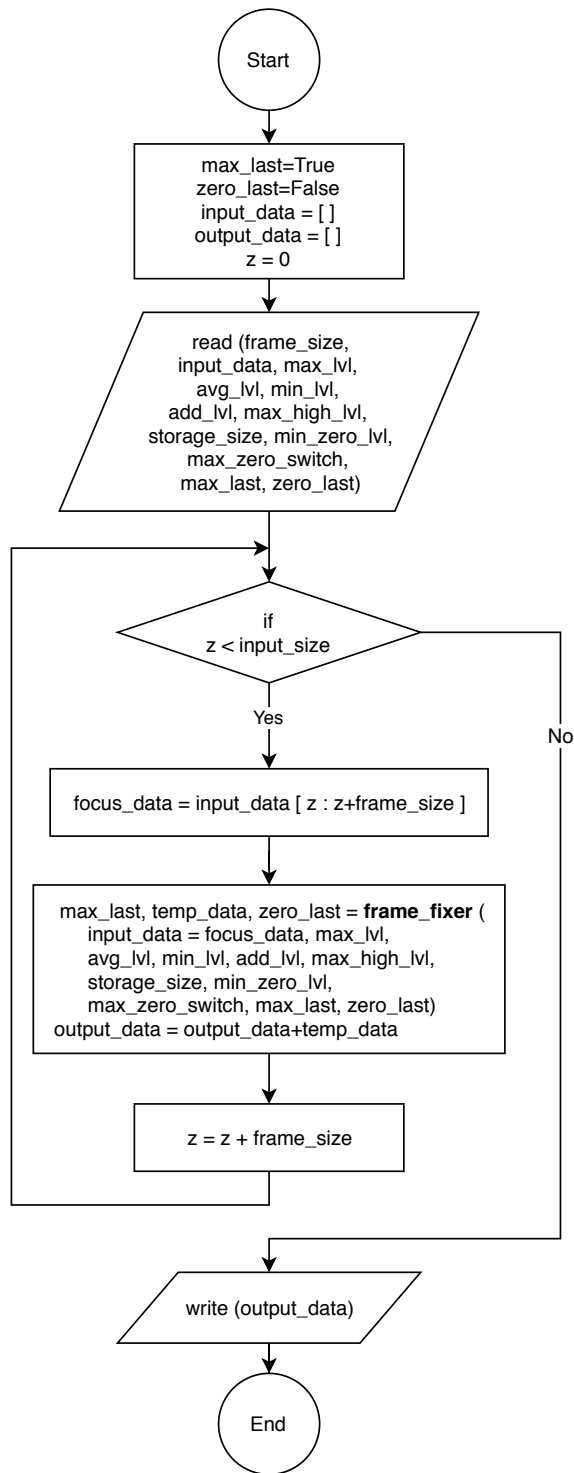 Start
max_last=True
zero_last=False
input_data = [ ]
output_data = [ ]
z = 0
read (frame_size,
input_data, max_lvl,
avg_lvl, min_lvl,
add_lvl, max_high_lvl,
storage_size, min_zero_lvl,
max_zero_switch,
max_last, zero_last)
if
z < input_size
Yes
No
focus_data = input_data [ z : z+frame_size ]
max_last, temp_data, zero_last = frame_fixer (
input_data = focus_data, max_lvl,
avg_lvl, min_lvl, add_lvl, max_high_lvl,
storage_size, min_zero_lvl,
max_zero_switch, max_last, zero_last)
output_data = output_data+temp_data
z = z + frame_size
write (output_data)
End